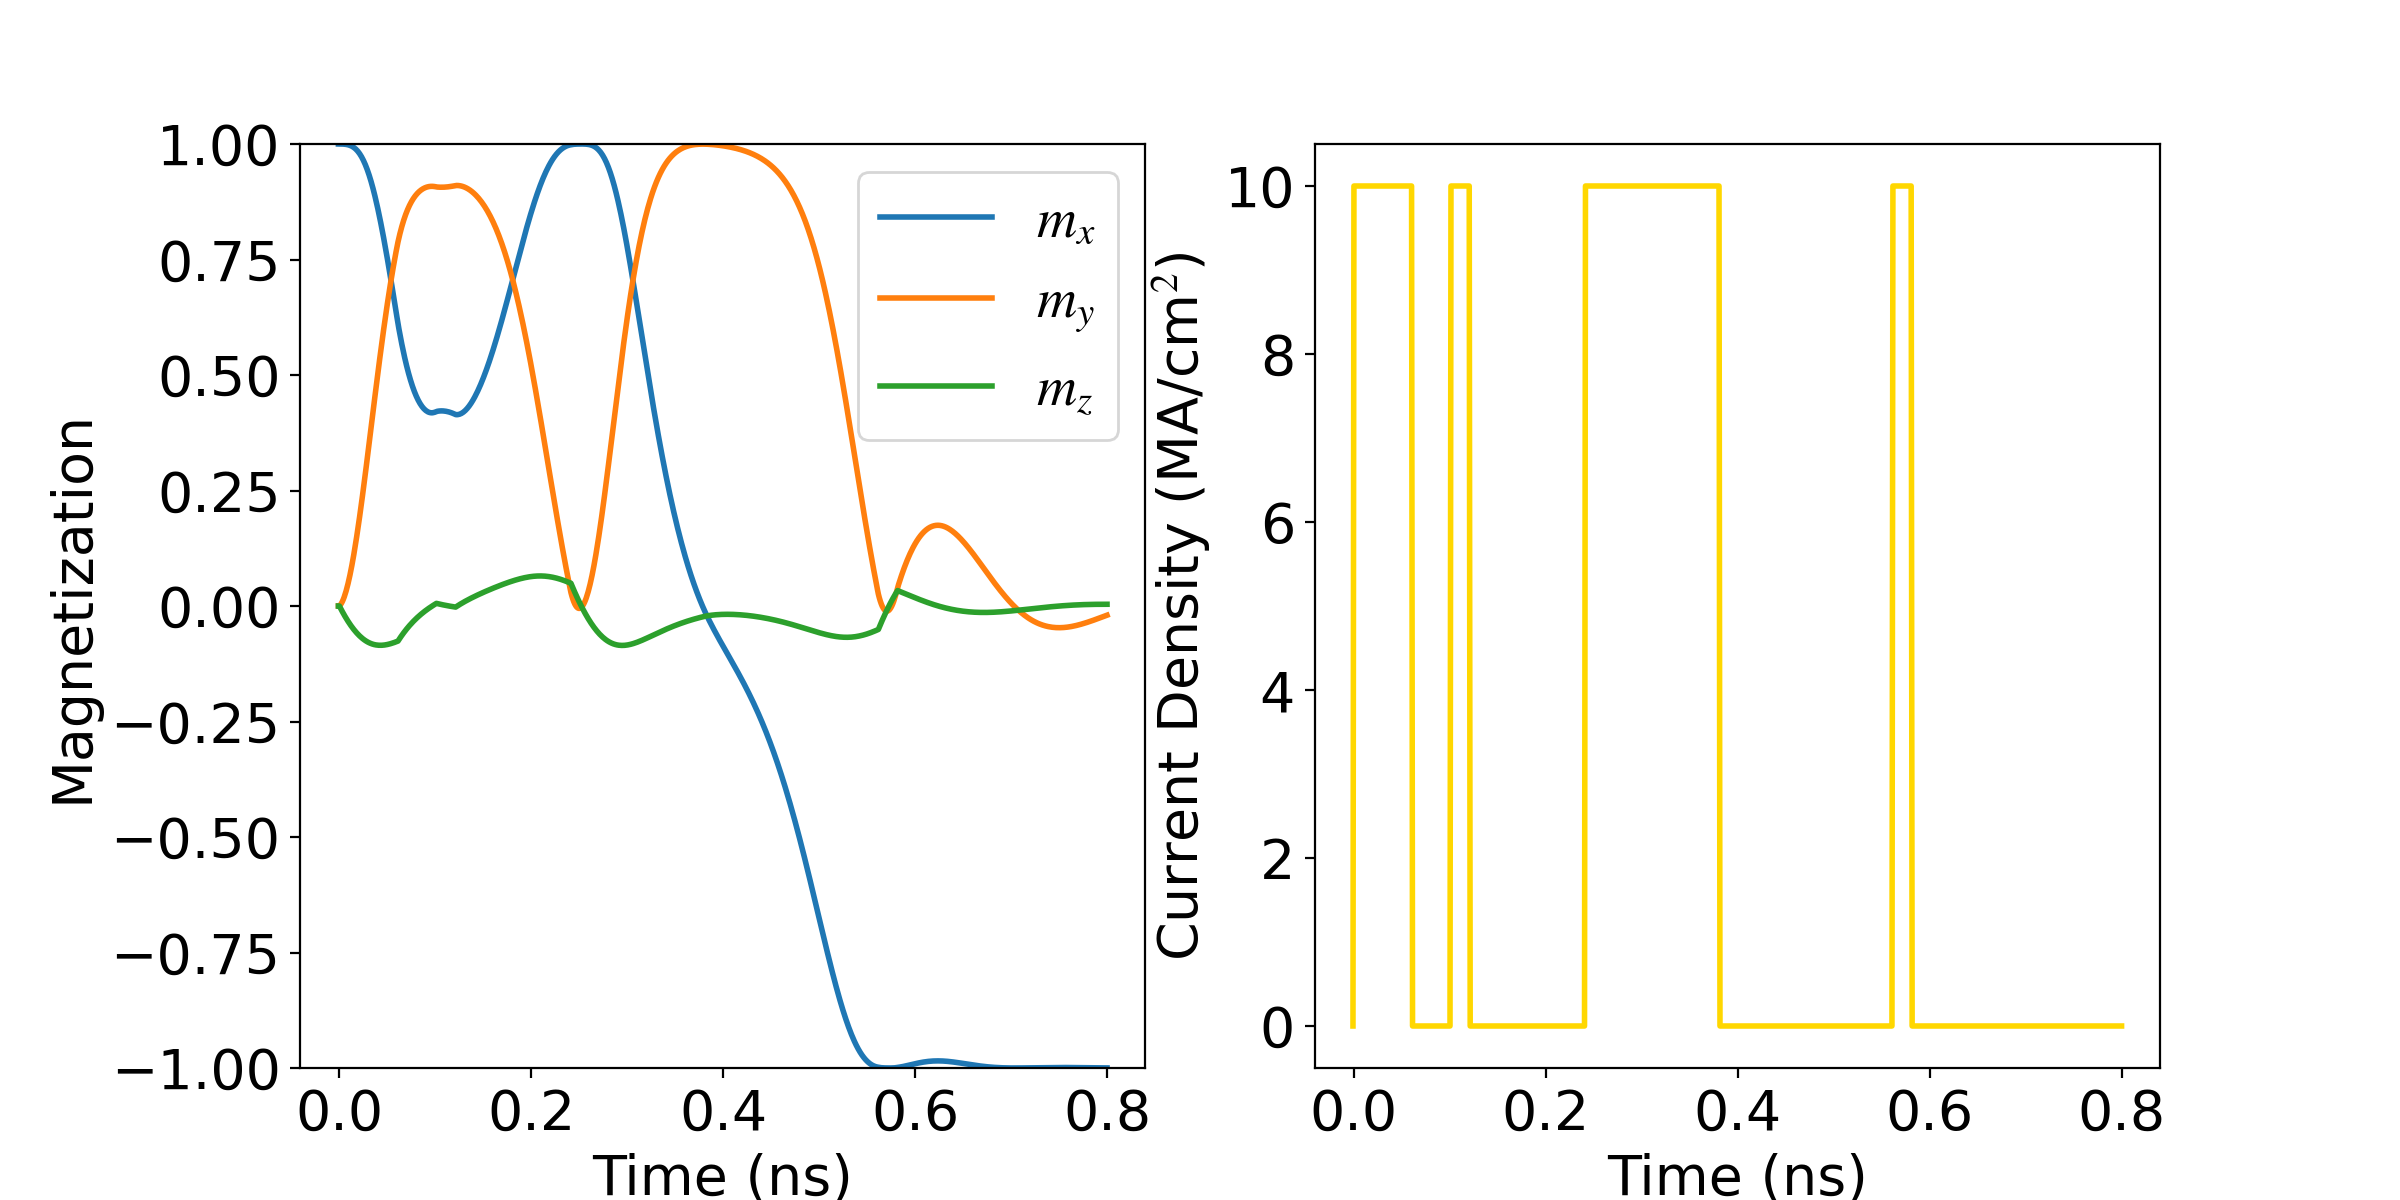 1.00
0.75
0.50
0.25
0.00
−0.25
−0.50
−0.75
−1.00
Magnetization
0.0 0.2 0.4 0.6 0.8
Time (ns)
m_x
m_y
m_z
10
8
6
4
2
0
Current Density (MA/cm²)
0.0 0.2 0.4 0.6 0.8
Time (ns)